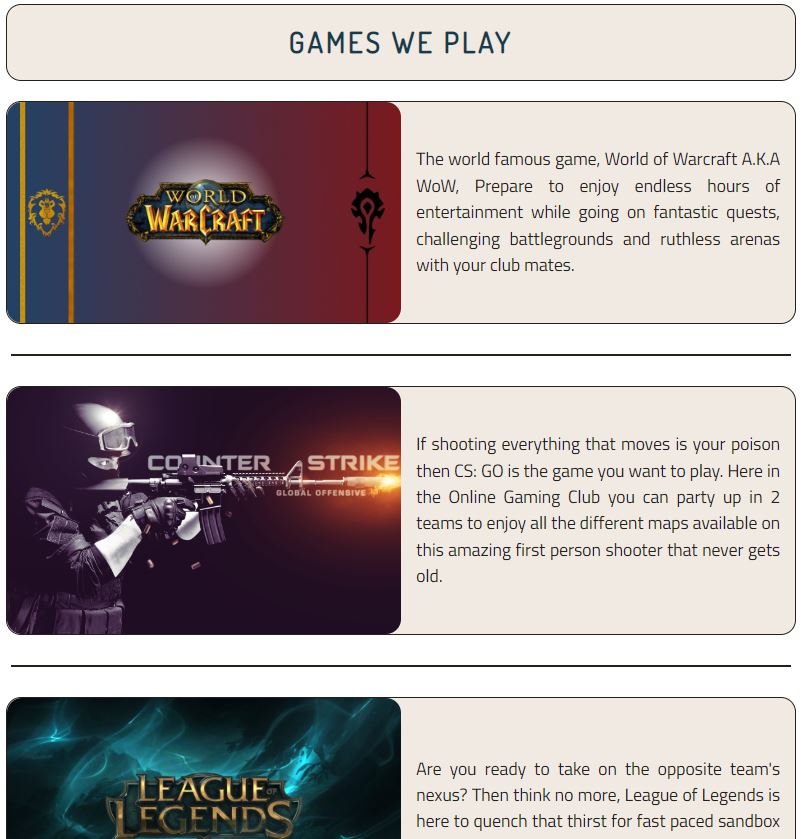 GAMES WE PLAY
WORLD
OF
WARCRAFT
The world famous game, World of Warcraft A.K.A
WoW, Prepare to enjoy endless hours of
entertainment while going on fantastic quests,
challenging battlegrounds and ruthless arenas
with your club mates.
COUNTER STRIKE
GLOBAL OFFENSIVE
If shooting everything that moves is your poison
then CS: GO is the game you want to play. Here in
the Online Gaming Club you can party up in 2
teams to enjoy all the different maps available on
this amazing first person shooter that never gets
old.
LEAGUE OF
LEGENDS
Are you ready to take on the opposite team's
nexus? Then think no more, League of Legends is
here to quench that thirst for fast paced sandbox